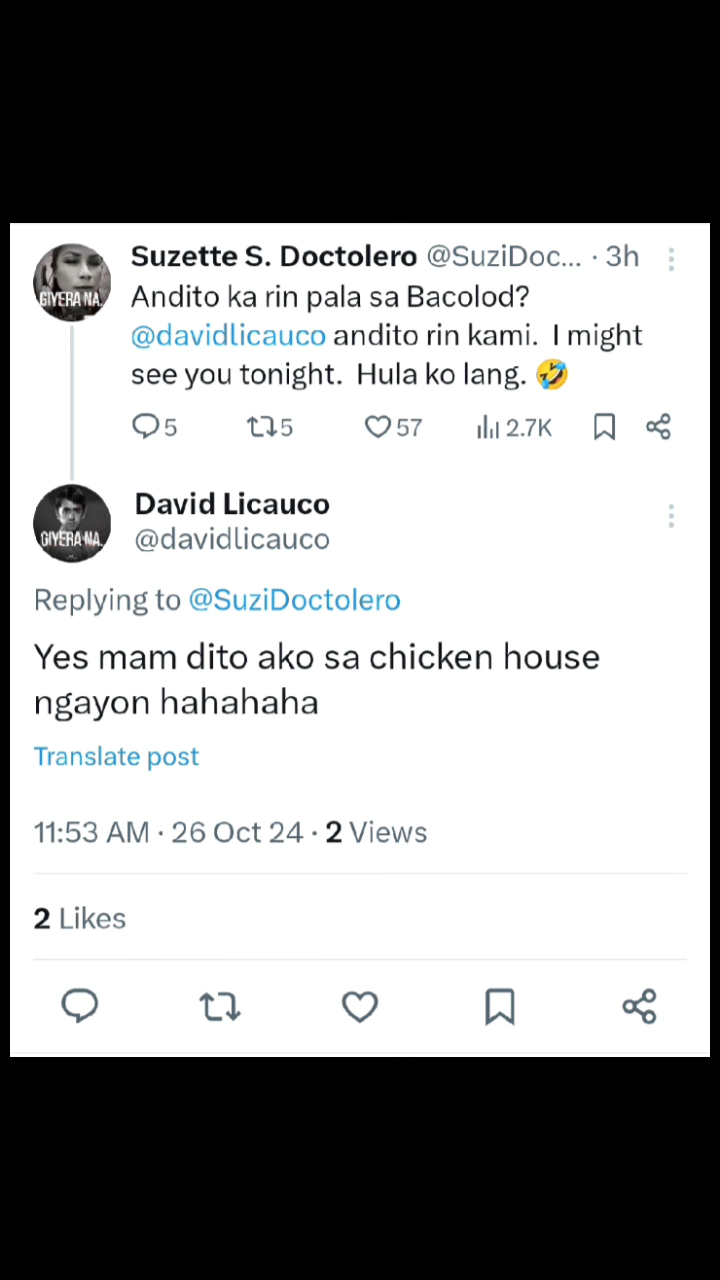 GIYERA NA.
Suzette S. Doctolero @SuziDoc... · 3h
Andito ka rin pala sa Bacolod?
@davidlicauco andito rin kami. I might
see you tonight. Hula ko lang. 🤣
5 5 57 2.7K
GIYERA NA.
David Licauco
@davidlicauco
Replying to @SuziDoctolero
Yes mam dito ako sa chicken house
ngayon hahahaha
Translate post
11:53 AM · 26 Oct 24 · 2 Views
2 Likes